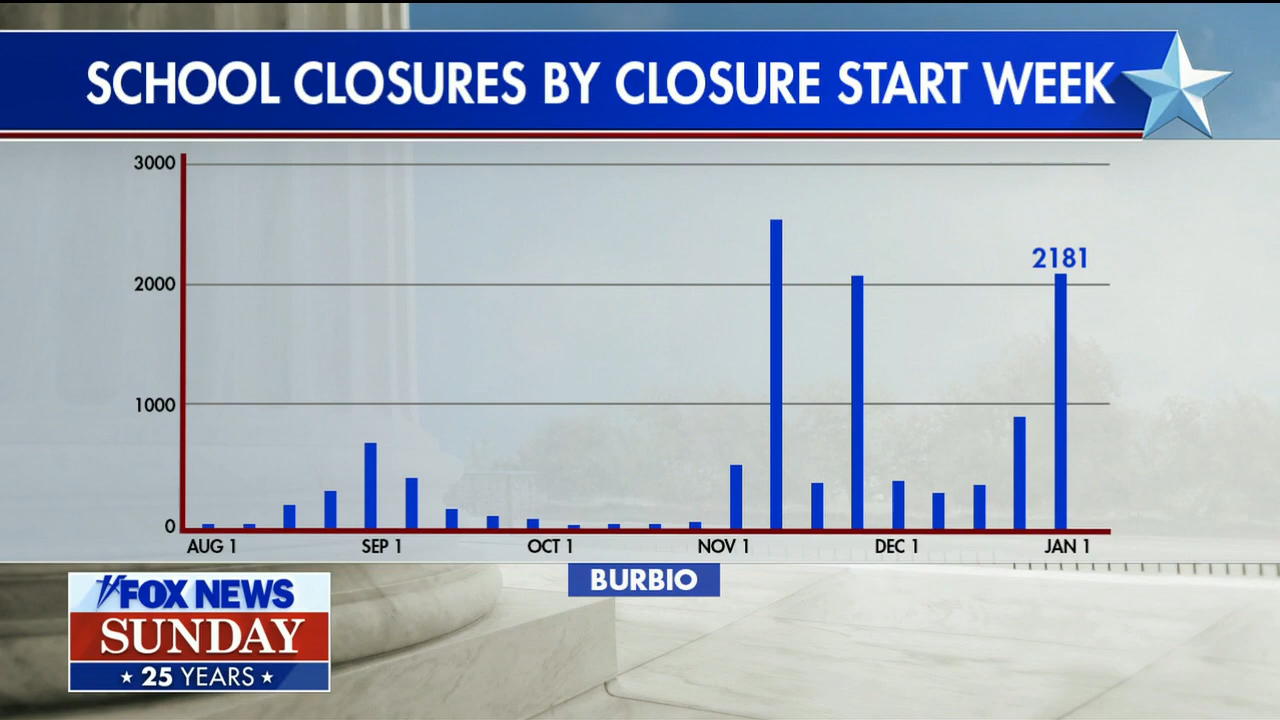 SCHOOL CLOSURES BY CLOSURE START WEEK
3000
2181
2000
1000
0
AUG 1 SEP 1 OCT 1 NOV 1 DEC 1 JAN 1
BURBIO
FOX NEWS
SUNDAY
25 YEARS